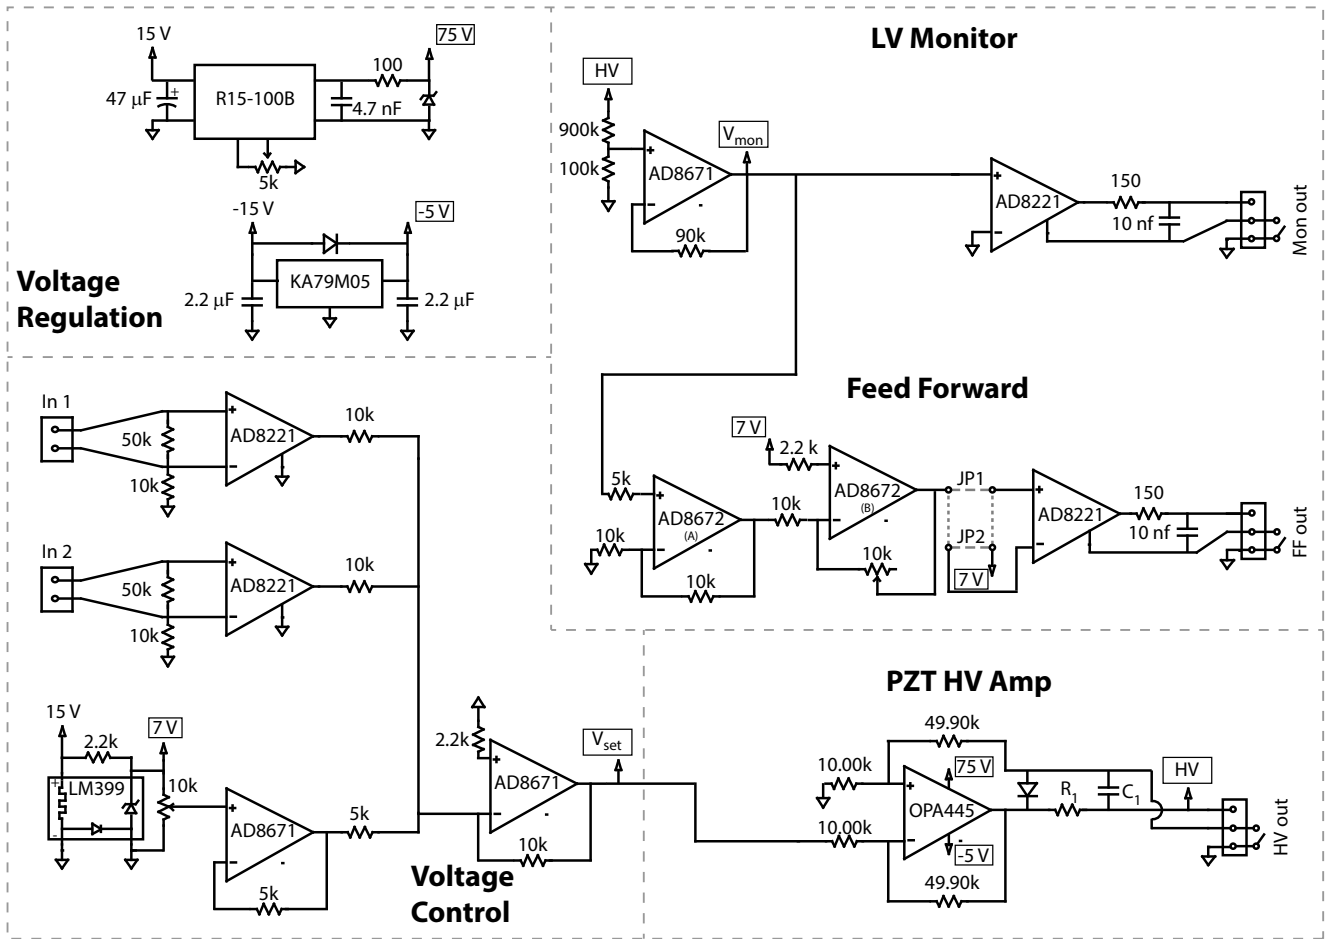 15 V
75 V
100
47 µF
+
R15-100B
4.7 nF
5k
-15 V
-5 V
KA79M05
2.2 µF
2.2 µF
Voltage
Regulation
LV Monitor
HV
900k
100k
+
AD8671
-
90k
Vmon
+
AD8221
-
150
10 nf
Mon out
Feed Forward
7 V
2.2 k
5k
+
AD8672
(A)
-
10k
10k
10k
+
AD8672
(B)
-
10k
JP1
JP2
7 V
+
AD8221
-
150
10 nf
FF out
In 1
50k
10k
+
AD8221
-
10k
In 2
50k
10k
+
AD8221
-
10k
15 V
2.2k
7 V
+
LM399
-
10k
+
AD8671
-
5k
5k
2.2k
+
AD8671
-
10k
Vset
Voltage
Control
PZT HV Amp
49.90k
10.00k
75 V
+
OPA445
-
10.00k
-5 V
49.90k
R1
C1
HV
HV out